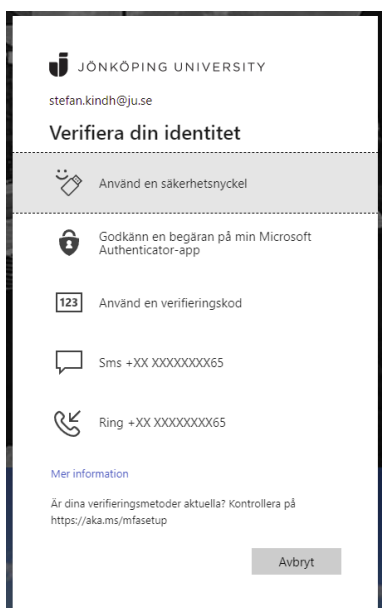 JÖNKÖPING UNIVERSITY
stefan.kindh@ju.se
Verifiera din identitet
Använd en säkerhetsnyckel
Godkänn en begäran på min Microsoft
Authenticator-app
123 Använd en verifieringskod
Sms +XX XXXXXXXX65
Ring +XX XXXXXXXX65
Mer information
Är dina verifieringsmetoder aktuella? Kontrollera på
https://aka.ms/mfasetup
Avbryt